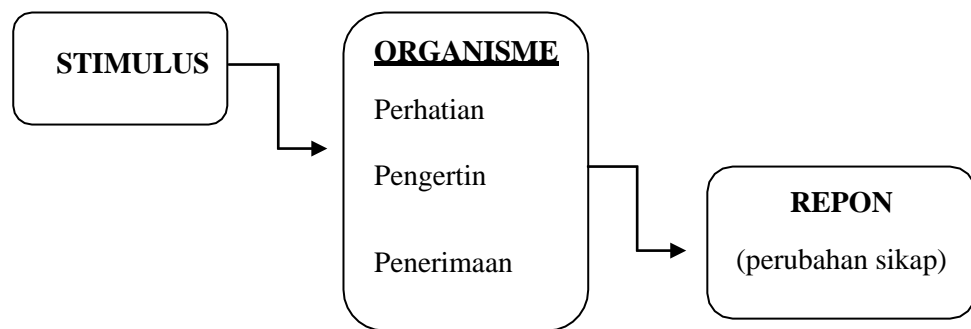 STIMULUS
ORGANISME
Perhatian
Pengertin
Penerimaan
REPON
(perubahan sikap)